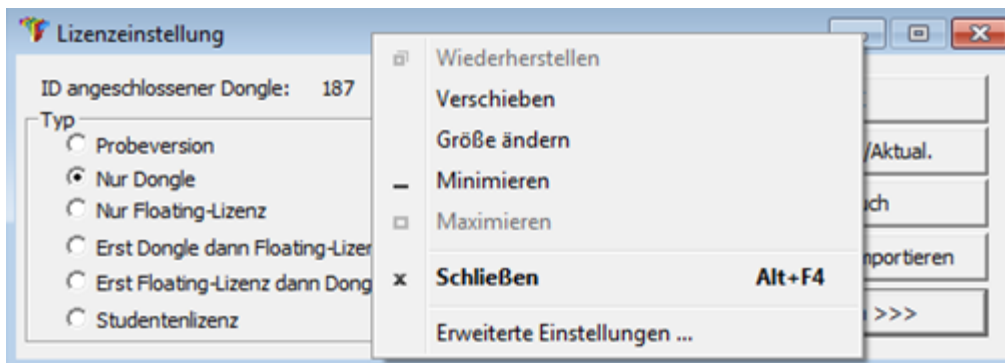 Lizenzeinstellung
ID angeschlossener Dongle: 187
Typ
Probeversion
Nur Dongle
Nur Floating-Lizenz
Erst Dongle dann Floating-Lizen
Erst Floating-Lizenz dann Dong
Studentenlizenz
Wiederherstellen
Verschieben
Größe ändern
Minimieren
Maximieren
Schließen Alt+F4
Erweiterte Einstellungen ...
/Aktual.
uch
mportieren
>>>